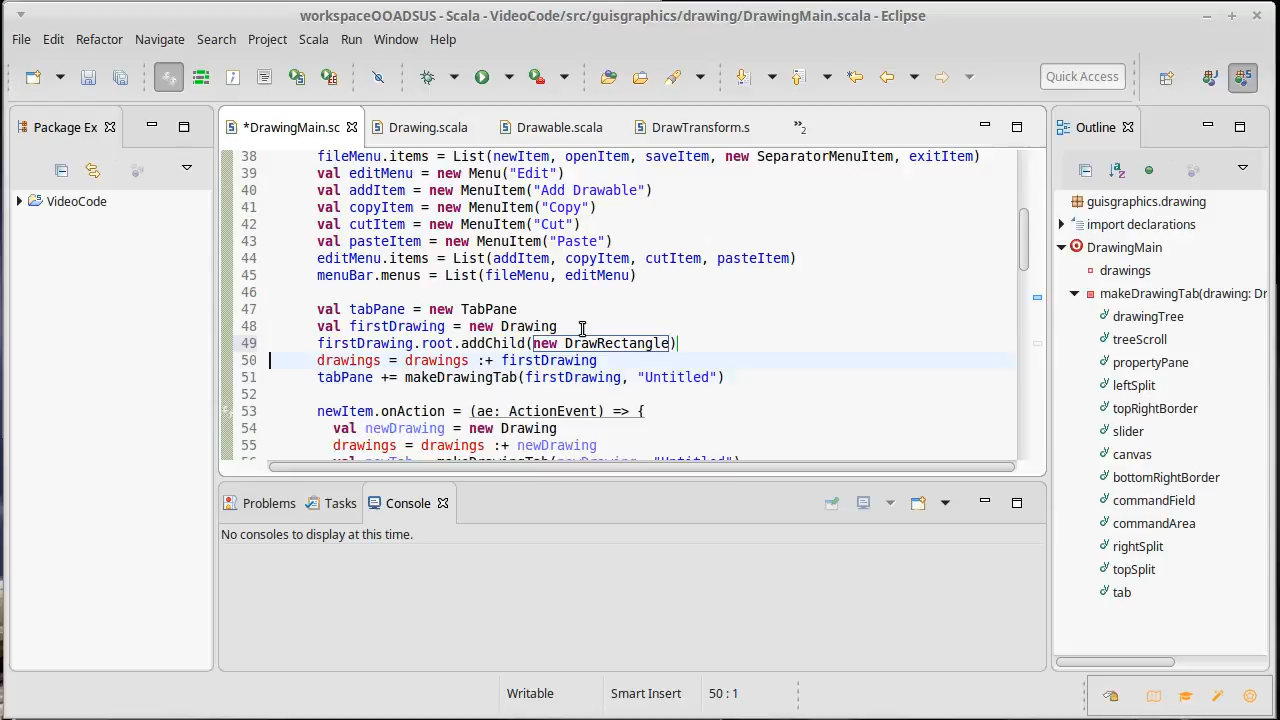 workspaceOOADSUS - Scala - VideoCode/src/guisgraphics/drawing/DrawingMain.scala - Eclipse
File Edit Refactor Navigate Search Project Scala Run Window Help
Quick Access
Package Ex
VideoCode
*DrawingMain.sc Drawing.scala Drawable.scala DrawTransform.s »2
38 fileMenu.items = List(newItem, openItem, saveItem, new SeparatorMenuItem, exitItem)
39 val editMenu = new Menu("Edit")
40 val addItem = new MenuItem("Add Drawable")
41 val copyItem = new MenuItem("Copy")
42 val cutItem = new MenuItem("Cut")
43 val pasteItem = new MenuItem("Paste")
44 editMenu.items = List(addItem, copyItem, cutItem, pasteItem)
45 menuBar.menus = List(fileMenu, editMenu)
46
47 val tabPane = new TabPane
48 val firstDrawing = new Drawing
49 firstDrawing.root.addChild(new DrawRectangle)
50 drawings = drawings :+ firstDrawing
51 tabPane += makeDrawingTab(firstDrawing, "Untitled")
52
53 newItem.onAction = (ae: ActionEvent) => {
54 val newDrawing = new Drawing
55 drawings = drawings :+ newDrawing
56 val newTab = makeDrawingTab(newDrawing, "Untitled")
Problems Tasks Console
No consoles to display at this time.
Outline
guisgraphics.drawing
import declarations
DrawingMain
drawings
makeDrawingTab(drawing: Dr
drawingTree
treeScroll
propertyPane
leftSplit
topRightBorder
slider
canvas
bottomRightBorder
commandField
commandArea
rightSplit
topSplit
tab
Writable Smart Insert 50 : 1